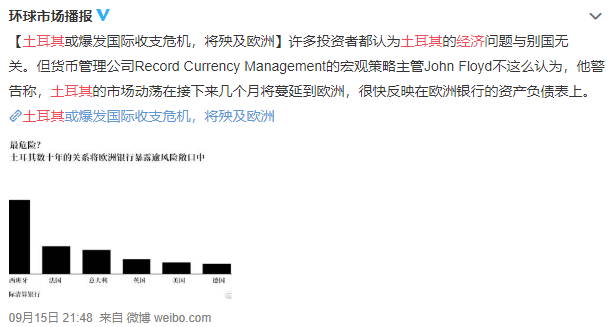 环球市场播报
【土耳其或爆发国际收支危机，将殃及欧洲】许多投资者都认为土耳其的经济问题与别国无
关。但货币管理公司Record Currency Management的宏观策略主管John Floyd不这么认为，他警
告称，土耳其的市场动荡在接下来几个月将蔓延到欧洲，很快反映在欧洲银行的资产负债表上。
土耳其或爆发国际收支危机，将殃及欧洲
最危险?
土耳其数十年的关系将欧洲银行暴露逾风险敞口中
西班牙 法国 意大利 英国 美国 德国
际清算银行
09月15日 21:48 来自 微博 weibo.com